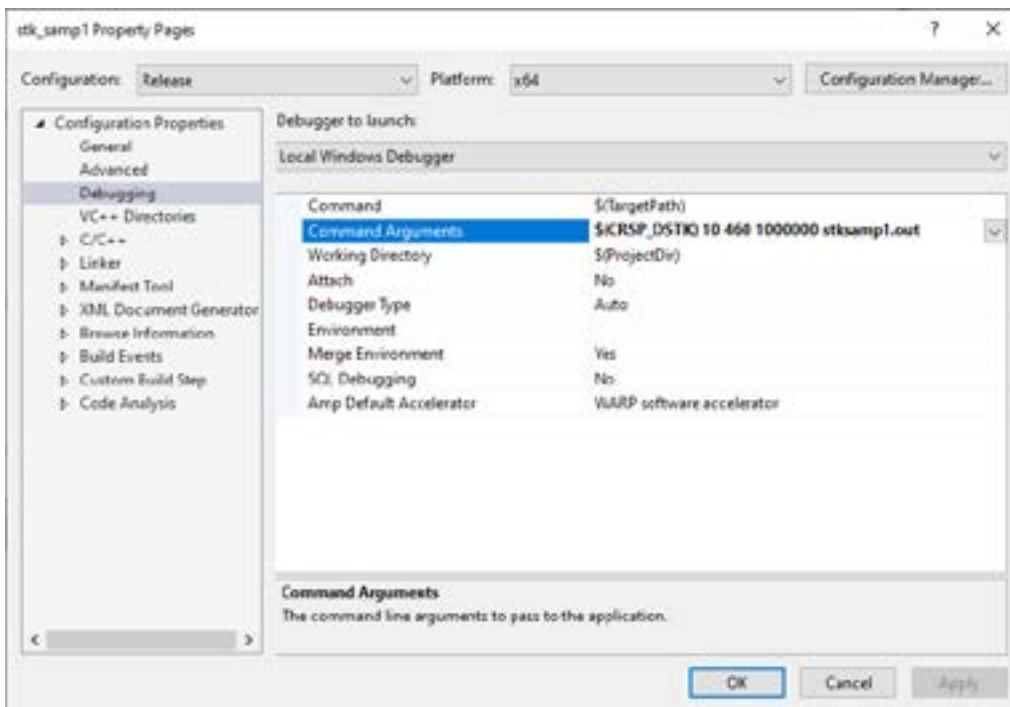 stk_samp1 Property Pages
? ×
Configuration: Release Platform: x64 Configuration Manager...
Configuration Properties
General
Advanced
Debugging
VC++ Directories
C/C++
Linker
Manifest Tool
XML Document Generator
Browse Information
Build Events
Custom Build Step
Code Analysis
Debugger to launch:
Local Windows Debugger
Command $(TargetPath)
Command Arguments $(CRSP_DSTK) 10 460 1000000 stksamp1.out
Working Directory $(ProjectDir)
Attach No
Debugger Type Auto
Environment
Merge Environment Yes
SQL Debugging No
Amp Default Accelerator WARP software accelerator
Command Arguments
The command line arguments to pass to the application.
OK Cancel Apply